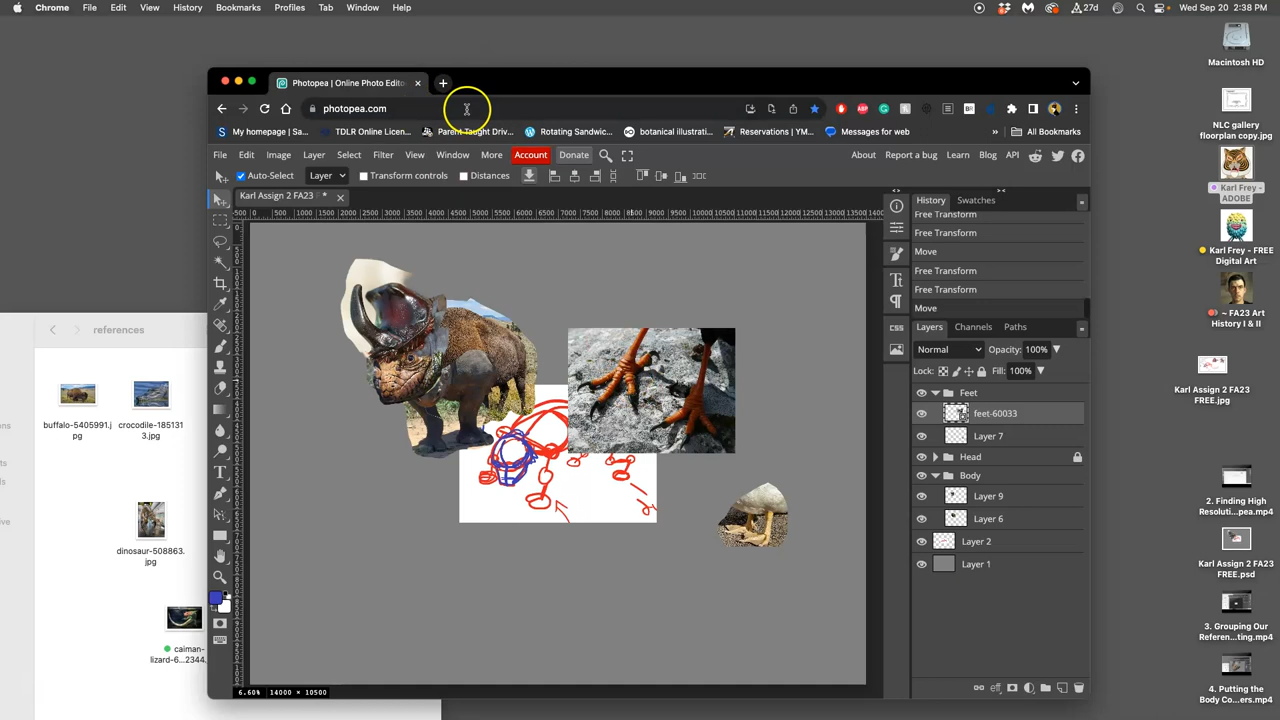 Chrome File Edit View History Bookmarks Profiles Tab Window Help 27d Wed Sep 20 2:38 PM
Macintosh HD
NLC gallery
floorplan copy.jpg
Karl Frey -
ADOBE
Karl Frey - FREE
Digital Art
~ FA23 Art
History I & II
Karl Assign 2 FA23
FREE.jpg
2. Finding High
Resoluti...pea.mp4
Karl Assign 2 FA23
FREE.psd
3. Grouping Our
Referen...ting.mp4
4. Putting the
Body Co...ers.mp4
references
buffalo-5405991.j
pg
crocodile-185131
3.jpg
dinosaur-508863.
jpg
caiman-
lizard-6...2344.
Photopea | Online Photo Edito
photopea.com
My homepage | Sa... TDLR Online Licen... Parent Taught Driv... Rotating Sandwic... botanical illustrati... Reservations | YM... Messages for web » All Bookmarks
File Edit Image Layer Select Filter View Window More Account Donate About Report a bug Learn Blog API
Auto-Select Layer Transform controls Distances
Karl Assign 2 FA23 *
History Swatches
Free Transform
Free Transform
Move
Free Transform
Free Transform
Move
Layers Channels Paths
Normal Opacity: 100%
Lock: Fill: 100%
Feet
feet-60033
Layer 7
Head
Body
Layer 9
Layer 6
Layer 2
Layer 1
CSS
6.60% 14000 × 10500